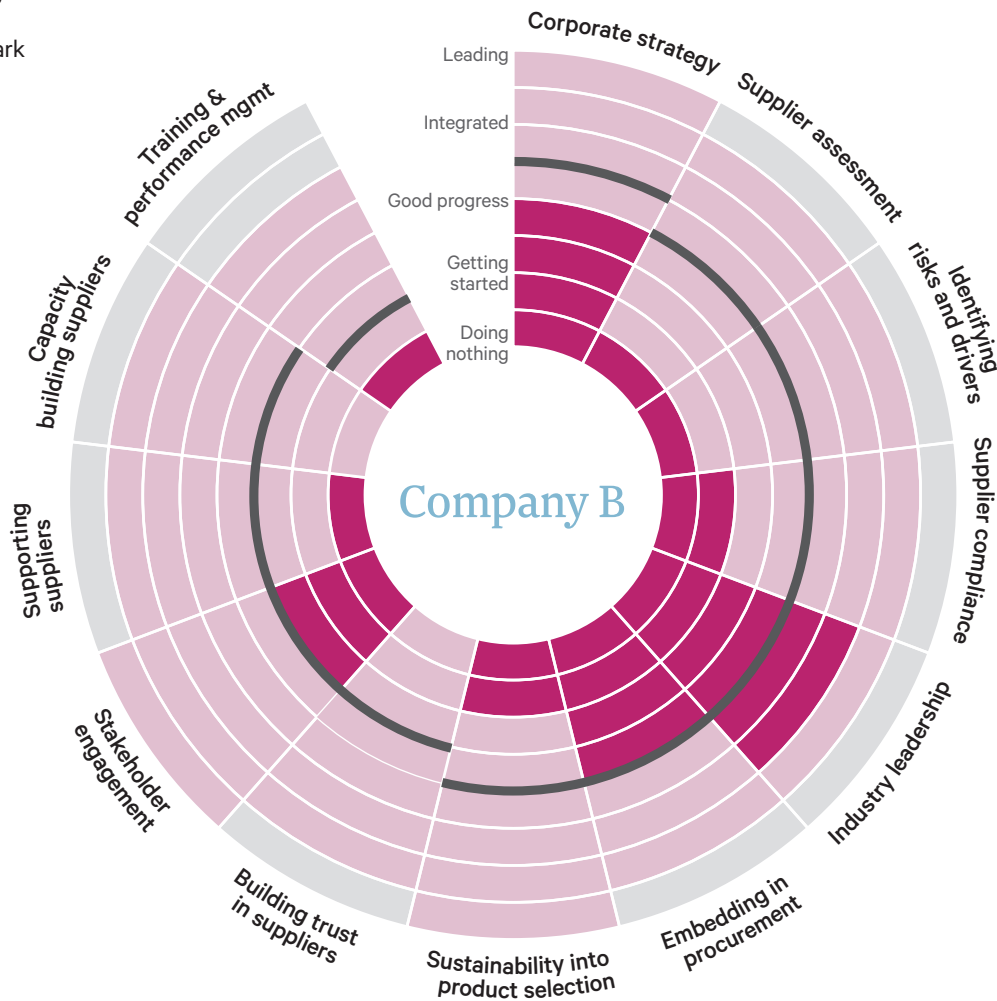 ark
Corporate strategy
Supplier assessment
Identifying
risks and drivers
Supplier compliance
Industry leadership
Embedding in
procurement
Sustainability into
product selection
Building trust
in suppliers
Stakeholder
engagement
Supporting
suppliers
Capacity
building suppliers
Training &
performance mgmt
Leading
Integrated
Good progress
Getting
started
Doing
nothing
Company B